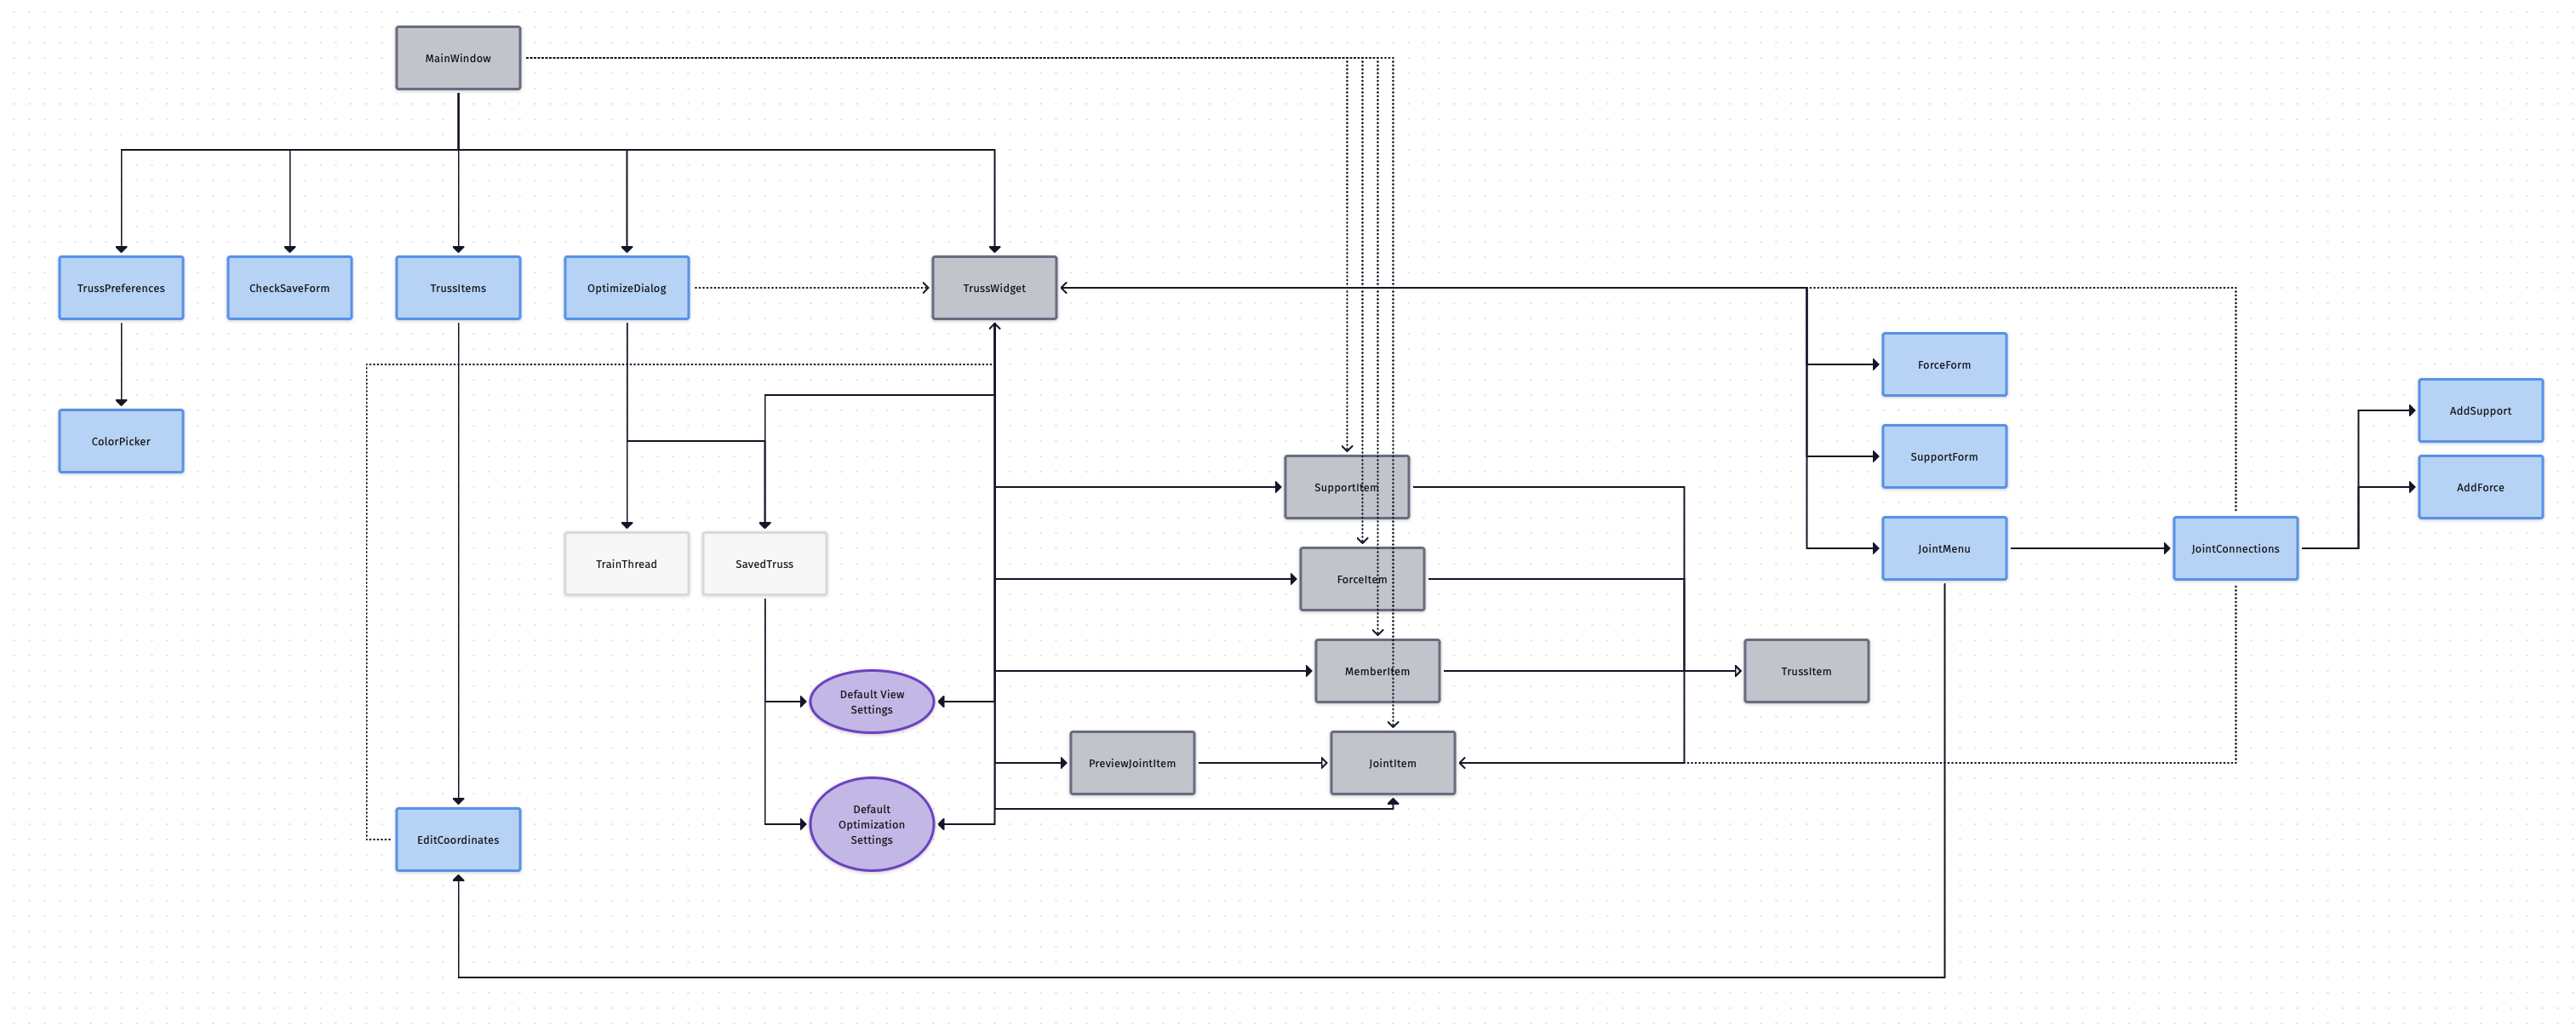 MainWindow
TrussPreferences
CheckSaveForm
TrussItems
OptimizeDialog
TrussWidget
ForceForm
AddSupport
ColorPicker
SupportForm
SupportItem
AddForce
JointMenu
JointConnections
TrainThread
SavedTruss
ForceItem
MemberItem
TrussItem
Default View
Settings
PreviewJointItem
JointItem
Default
Optimization
Settings
EditCoordinates